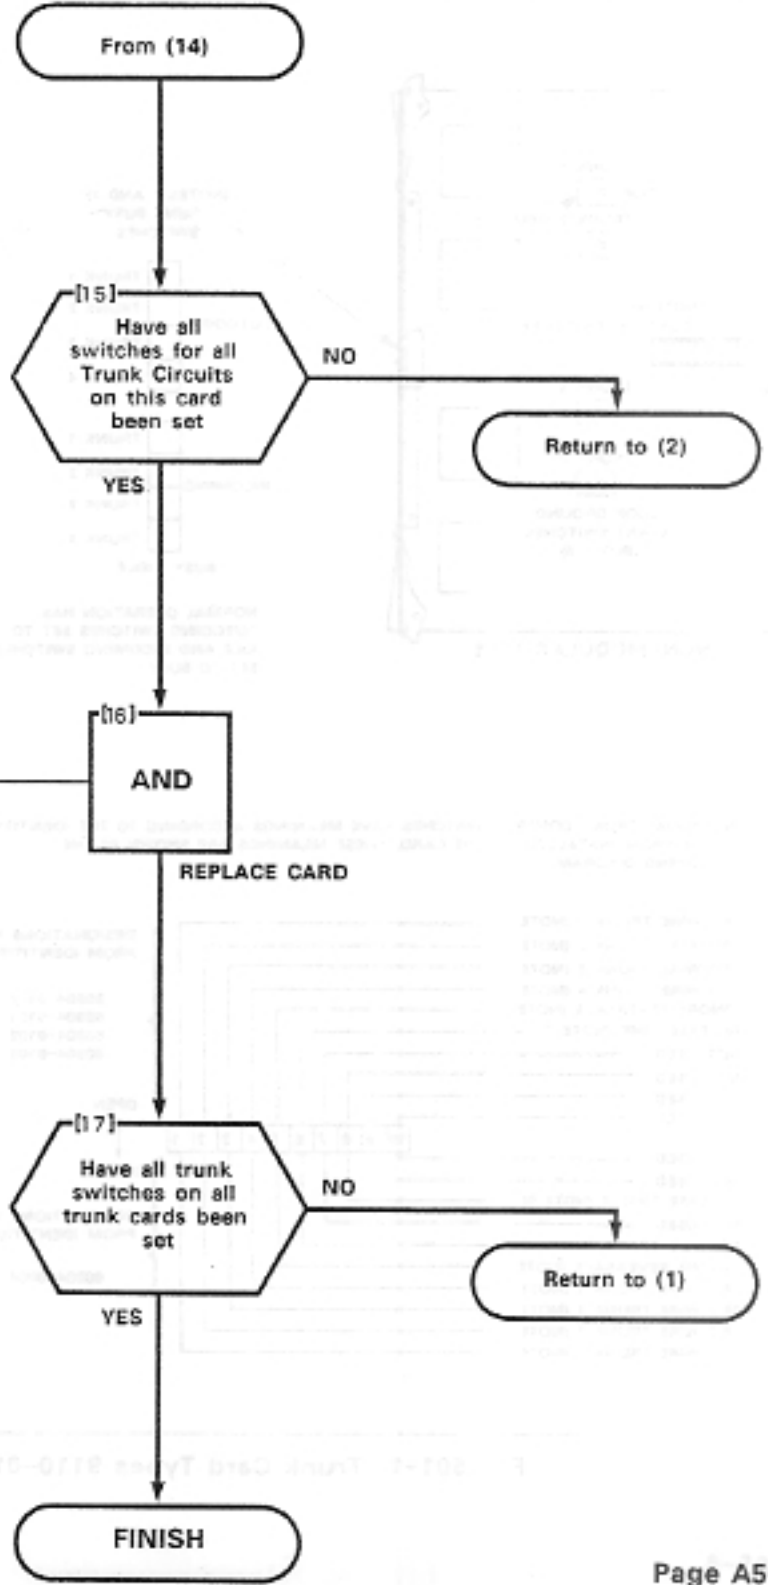 From (14)
[15]
Have all
switches for all
Trunk Circuits
on this card
been set
NO
Return to (2)
YES
[16]
AND
REPLACE CARD
[17]
Have all trunk
switches on all
trunk cards been
set
NO
Return to (1)
YES
FINISH
Page A5